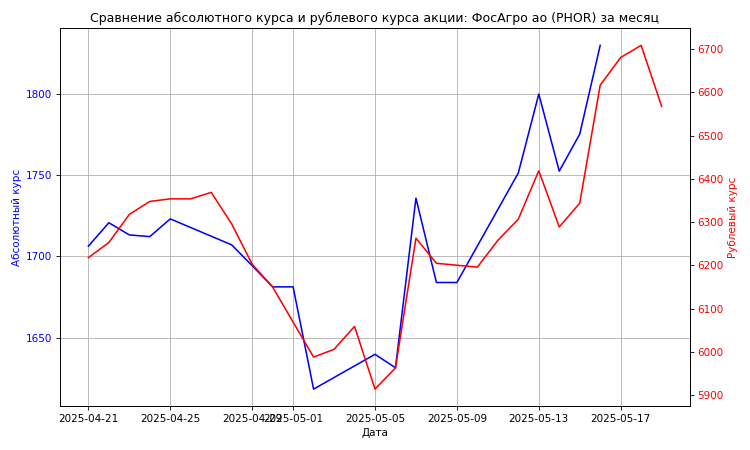 Сравнение абсолютного курса и рублевого курса акции: ФосАгро ао (PHOR) за месяц
Абсолютный курс
1800
1750
1700
1650
6700
6600
6500
6400
6300
6200
6100
6000
5900
Рублевый курс
2025-04-21 2025-04-25 2025-04-29 2025-05-01 2025-05-05 2025-05-09 2025-05-13 2025-05-17
Дата